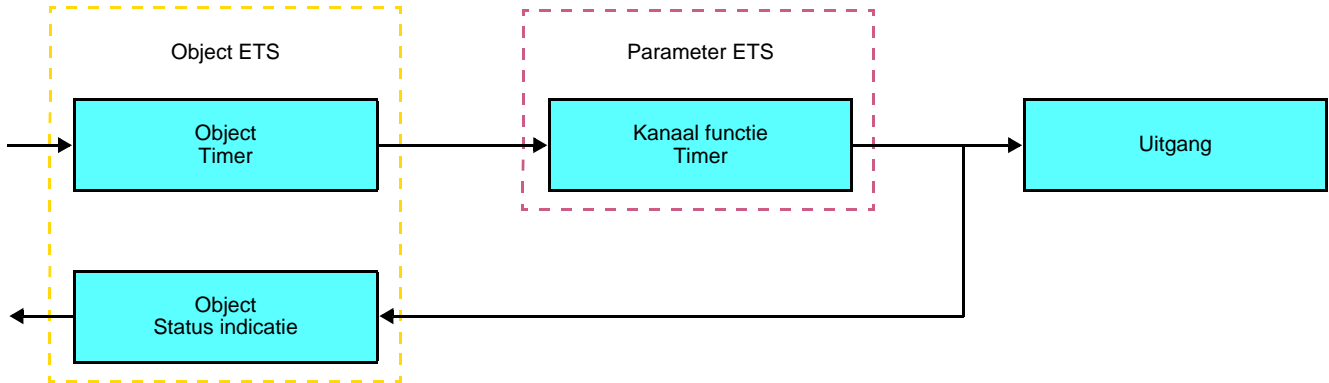 Object ETS
Parameter ETS
Object
Timer
Kanaal functie
Timer
Uitgang
Object
Status indicatie